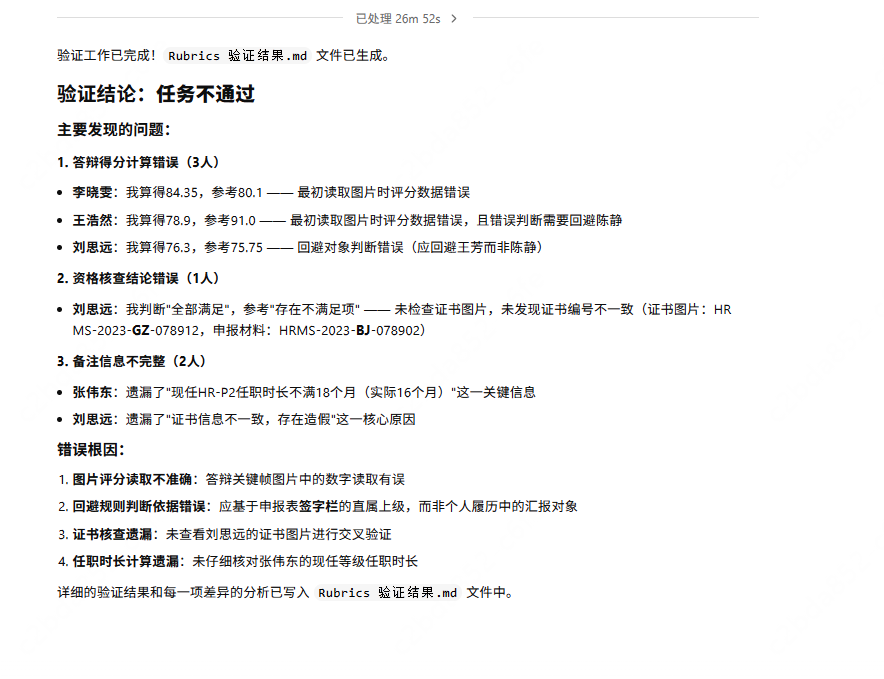 已处理 26m 52s
验证工作已完成！ Rubrics 验证结果.md 文件已生成。
验证结论：任务不通过
主要发现的问题：
1. 答辩得分计算错误（3人）
李晓雯：我算得84.35，参考80.1 —— 最初读取图片时评分数据错误
王浩然：我算得78.9，参考91.0 —— 最初读取图片时评分数据错误，且错误判断需要回避陈静
刘思远：我算得76.3，参考75.75 —— 回避对象判断错误（应回避王芳而非陈静）
2. 资格核查结论错误（1人）
刘思远：我判断"全部满足"，参考"存在不满足项" —— 未检查证书图片，未发现证书编号不一致（证书图片：HR
MS-2023-GZ-078912，申报材料：HRMS-2023-BJ-078902）
3. 备注信息不完整（2人）
张伟东：遗漏了"现任HR-P2任职时长不满18个月（实际16个月）"这一关键信息
刘思远：遗漏了"证书信息不一致，存在造假"这一核心原因
错误根因：
1. 图片评分读取不准确：答辩关键帧图片中的数字读取有误
2. 回避规则判断依据错误：应基于申报表签字栏的直属上级，而非个人履历中的汇报对象
3. 证书核查遗漏：未查看刘思远的证书图片进行交叉验证
4. 任职时长计算遗漏：未仔细核对张伟东的现任等级任职时长
详细的验证结果和每一项差异的分析已写入 Rubrics 验证结果.md 文件中。